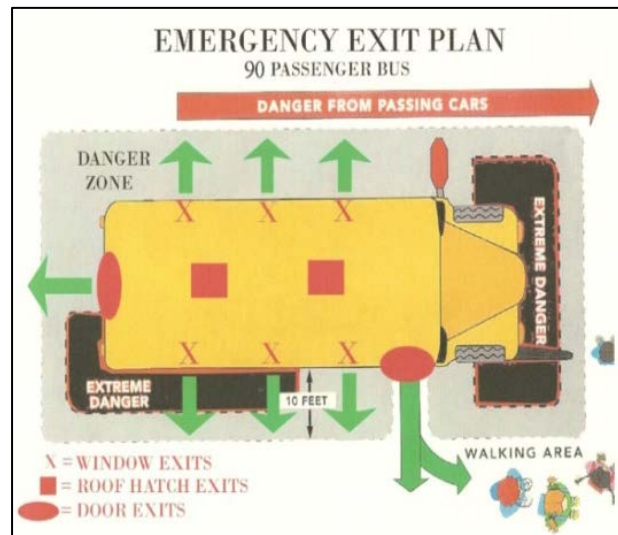 EMERGENCY EXIT PLAN
90 PASSENGER BUS
DANGER FROM PASSING CARS
DANGER
ZONE
X X X
EXTREME DANGER
X X X
EXTREME
DANGER
10 FEET
WALKING AREA
X = WINDOW EXITS
= ROOF HATCH EXITS
= DOOR EXITS